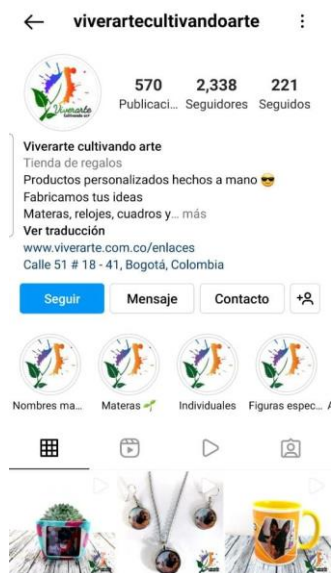 viverartecultivandoarte
570 2,338 221
Publicaci... Seguidores Seguidos
Viverarte
Viverarte cultivando arte
Tienda de regalos
Productos personalizados hechos a mano 😎
Fabricamos tus ideas
Materas, relojes, cuadros y... más
Ver traducción
www.viverarte.com.co/enlaces
Calle 51 # 18 - 41, Bogotá, Colombia
Seguir Mensaje Contacto
Nombres ma... Materas 🌱 Individuales Figuras espec...